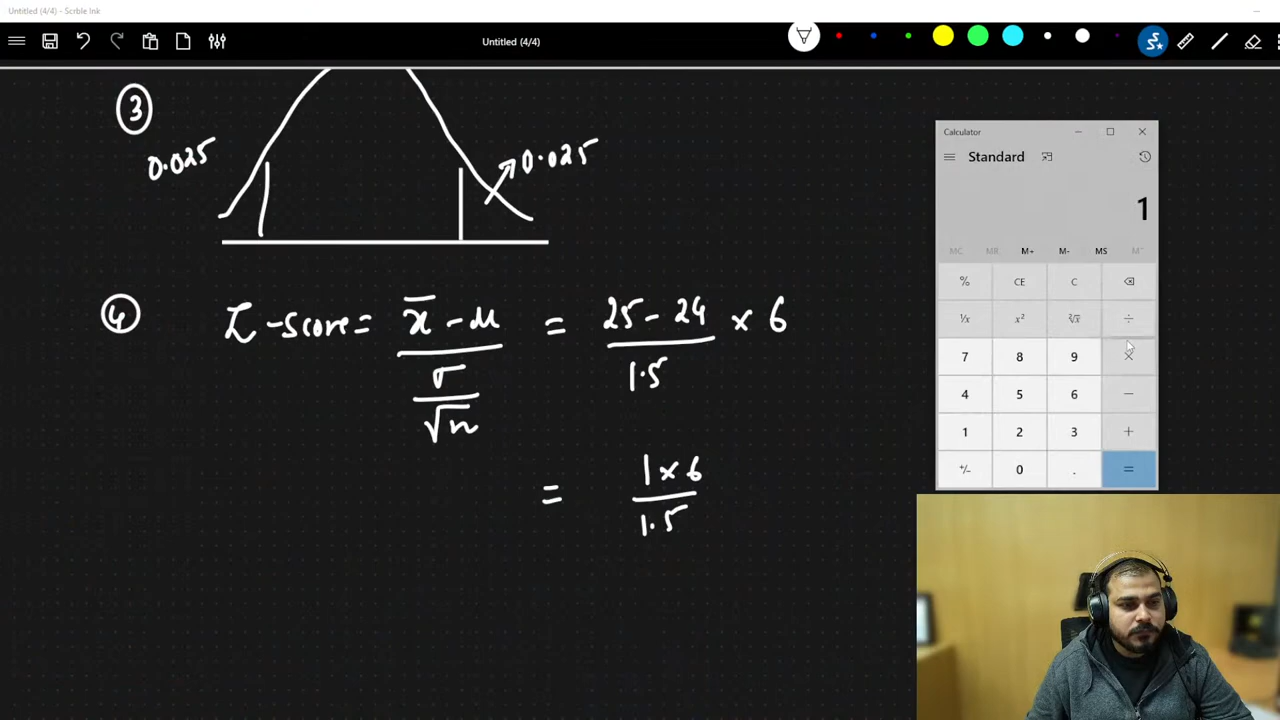 Untitled (4/4) - Scrble Ink
Untitled (4/4)
3
0.025
0.025
4
Z-score = x̄ - μ / σ / √n = 25 - 24 / 1.5 × 6
= 1 × 6 / 1.5
Calculator
Standard
1
MC MR M+ M- MS M˅
% CE C ⌫
¹/x x² ²√x ÷
7 8 9 ×
4 5 6 −
1 2 3 +
+/- 0 . =